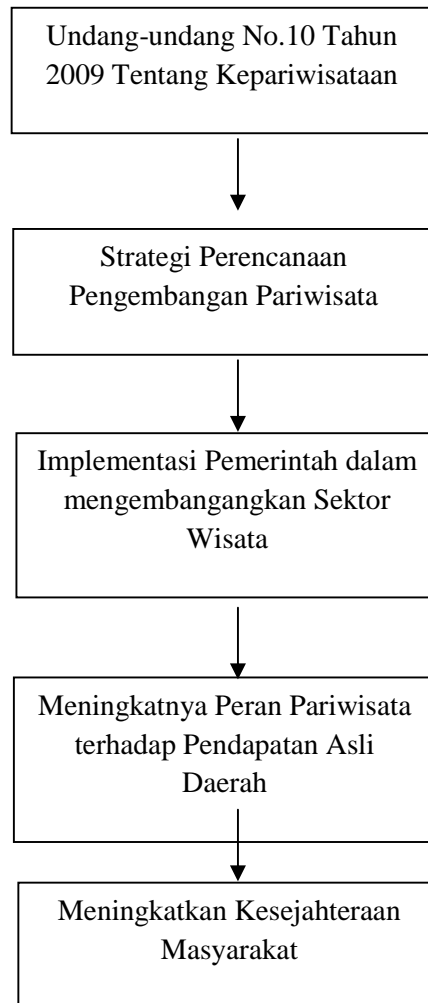 Undang-undang No.10 Tahun
2009 Tentang Kepariwisataan
Strategi Perencanaan
Pengembangan Pariwisata
Implementasi Pemerintah dalam
mengembangangkan Sektor
Wisata
Meningkatnya Peran Pariwisata
terhadap Pendapatan Asli
Daerah
Meningkatkan Kesejahteraan
Masyarakat